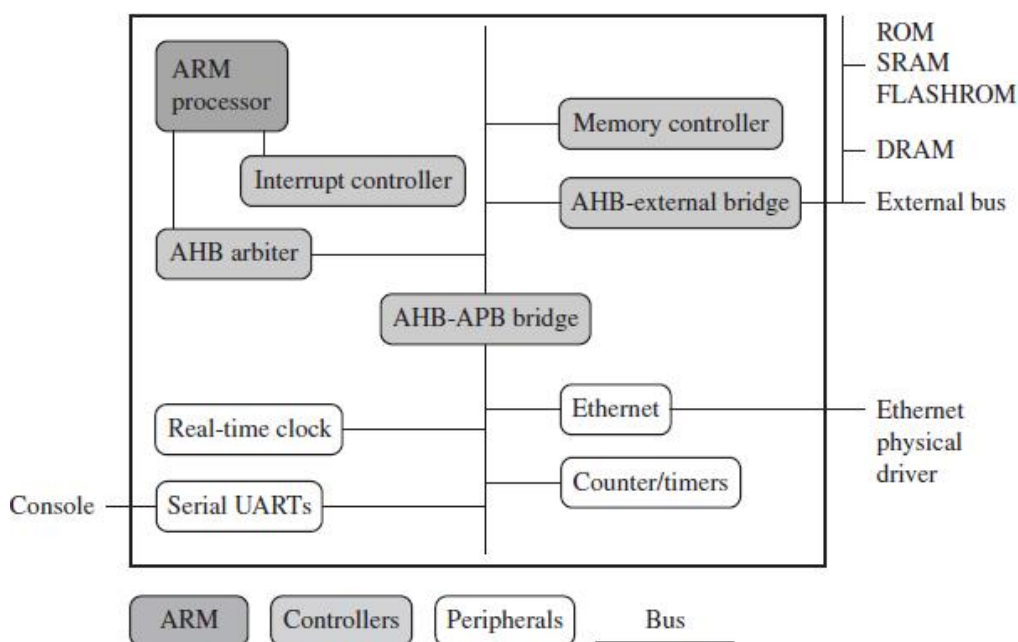 ARM
processor
Interrupt controller
AHB arbiter
Memory controller
AHB-external bridge
AHB-APB bridge
ROM
SRAM
FLASHROM
DRAM
External bus
Real-time clock
Ethernet
Ethernet
physical
driver
Console
Serial UARTs
Counter/timers
ARM
Controllers
Peripherals
Bus